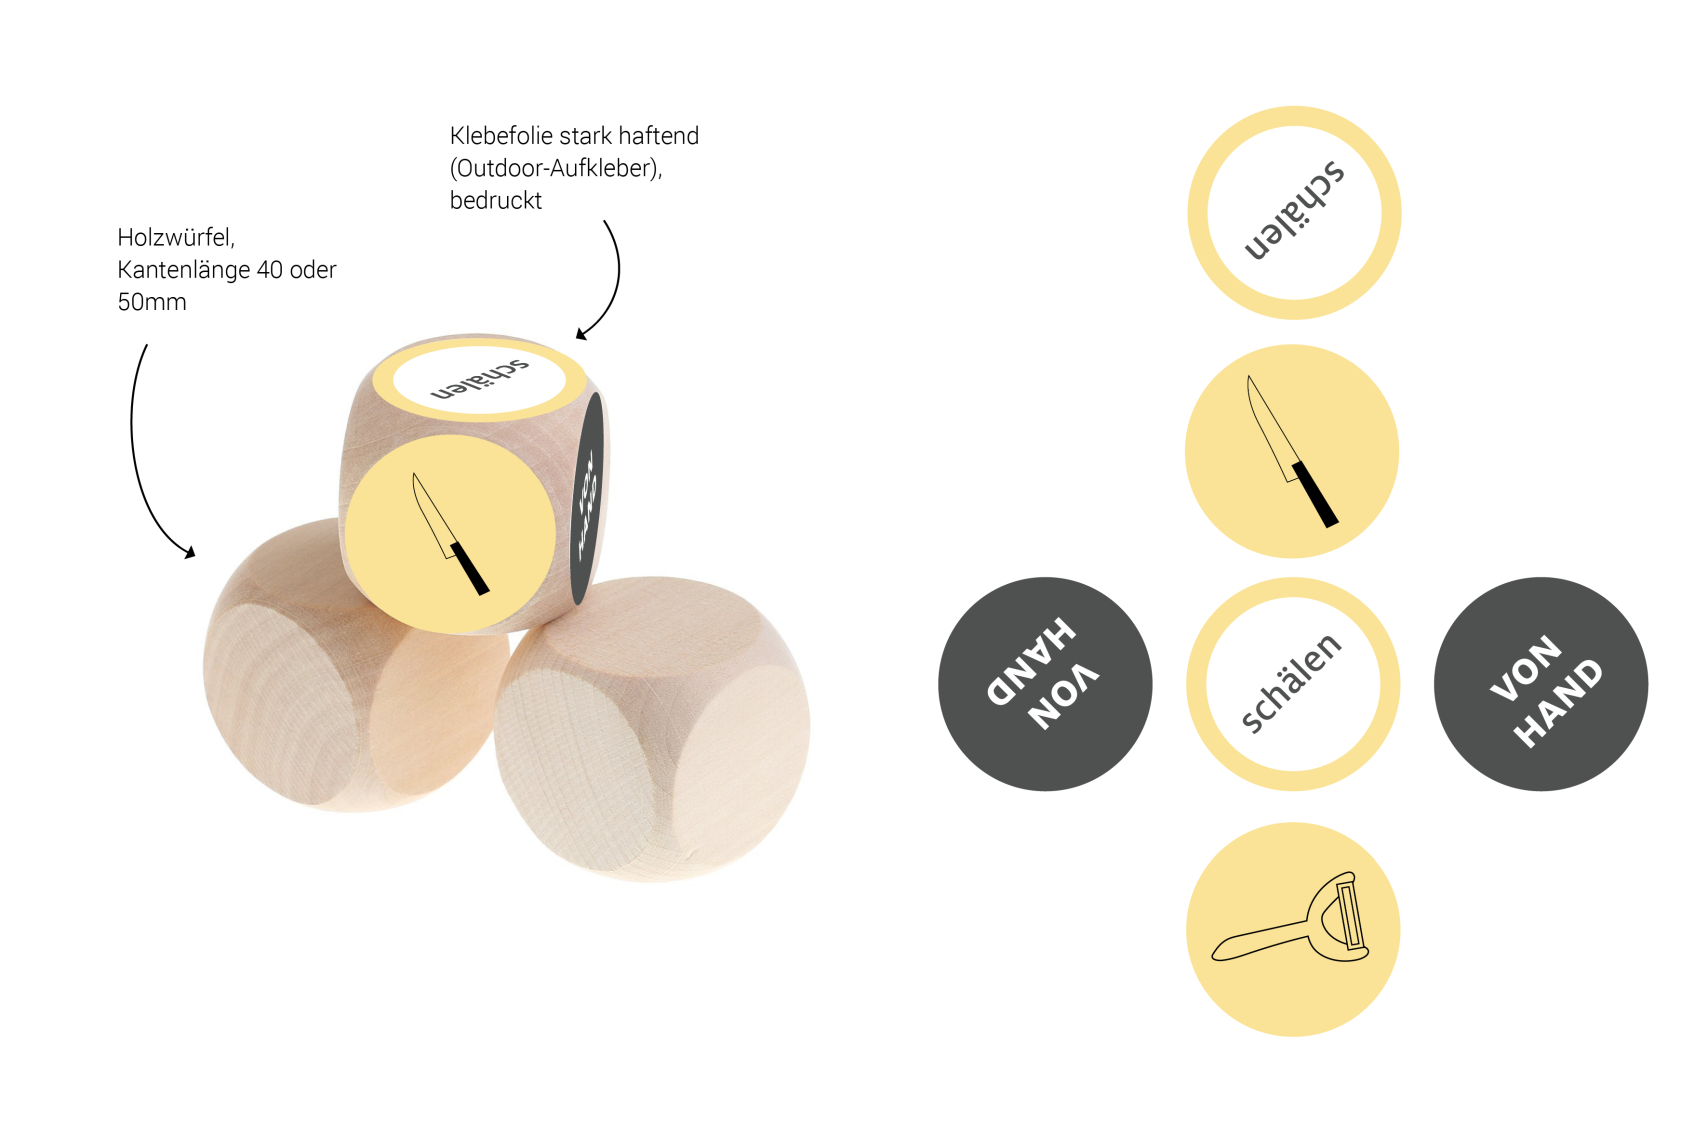 Klebefolie stark haftend
(Outdoor-Aufkleber),
bedruckt
Holzwürfel,
Kantenlänge 40 oder
50mm
schälen
VON
HAND
schälen
VON
HAND
schälen
VON
HAND